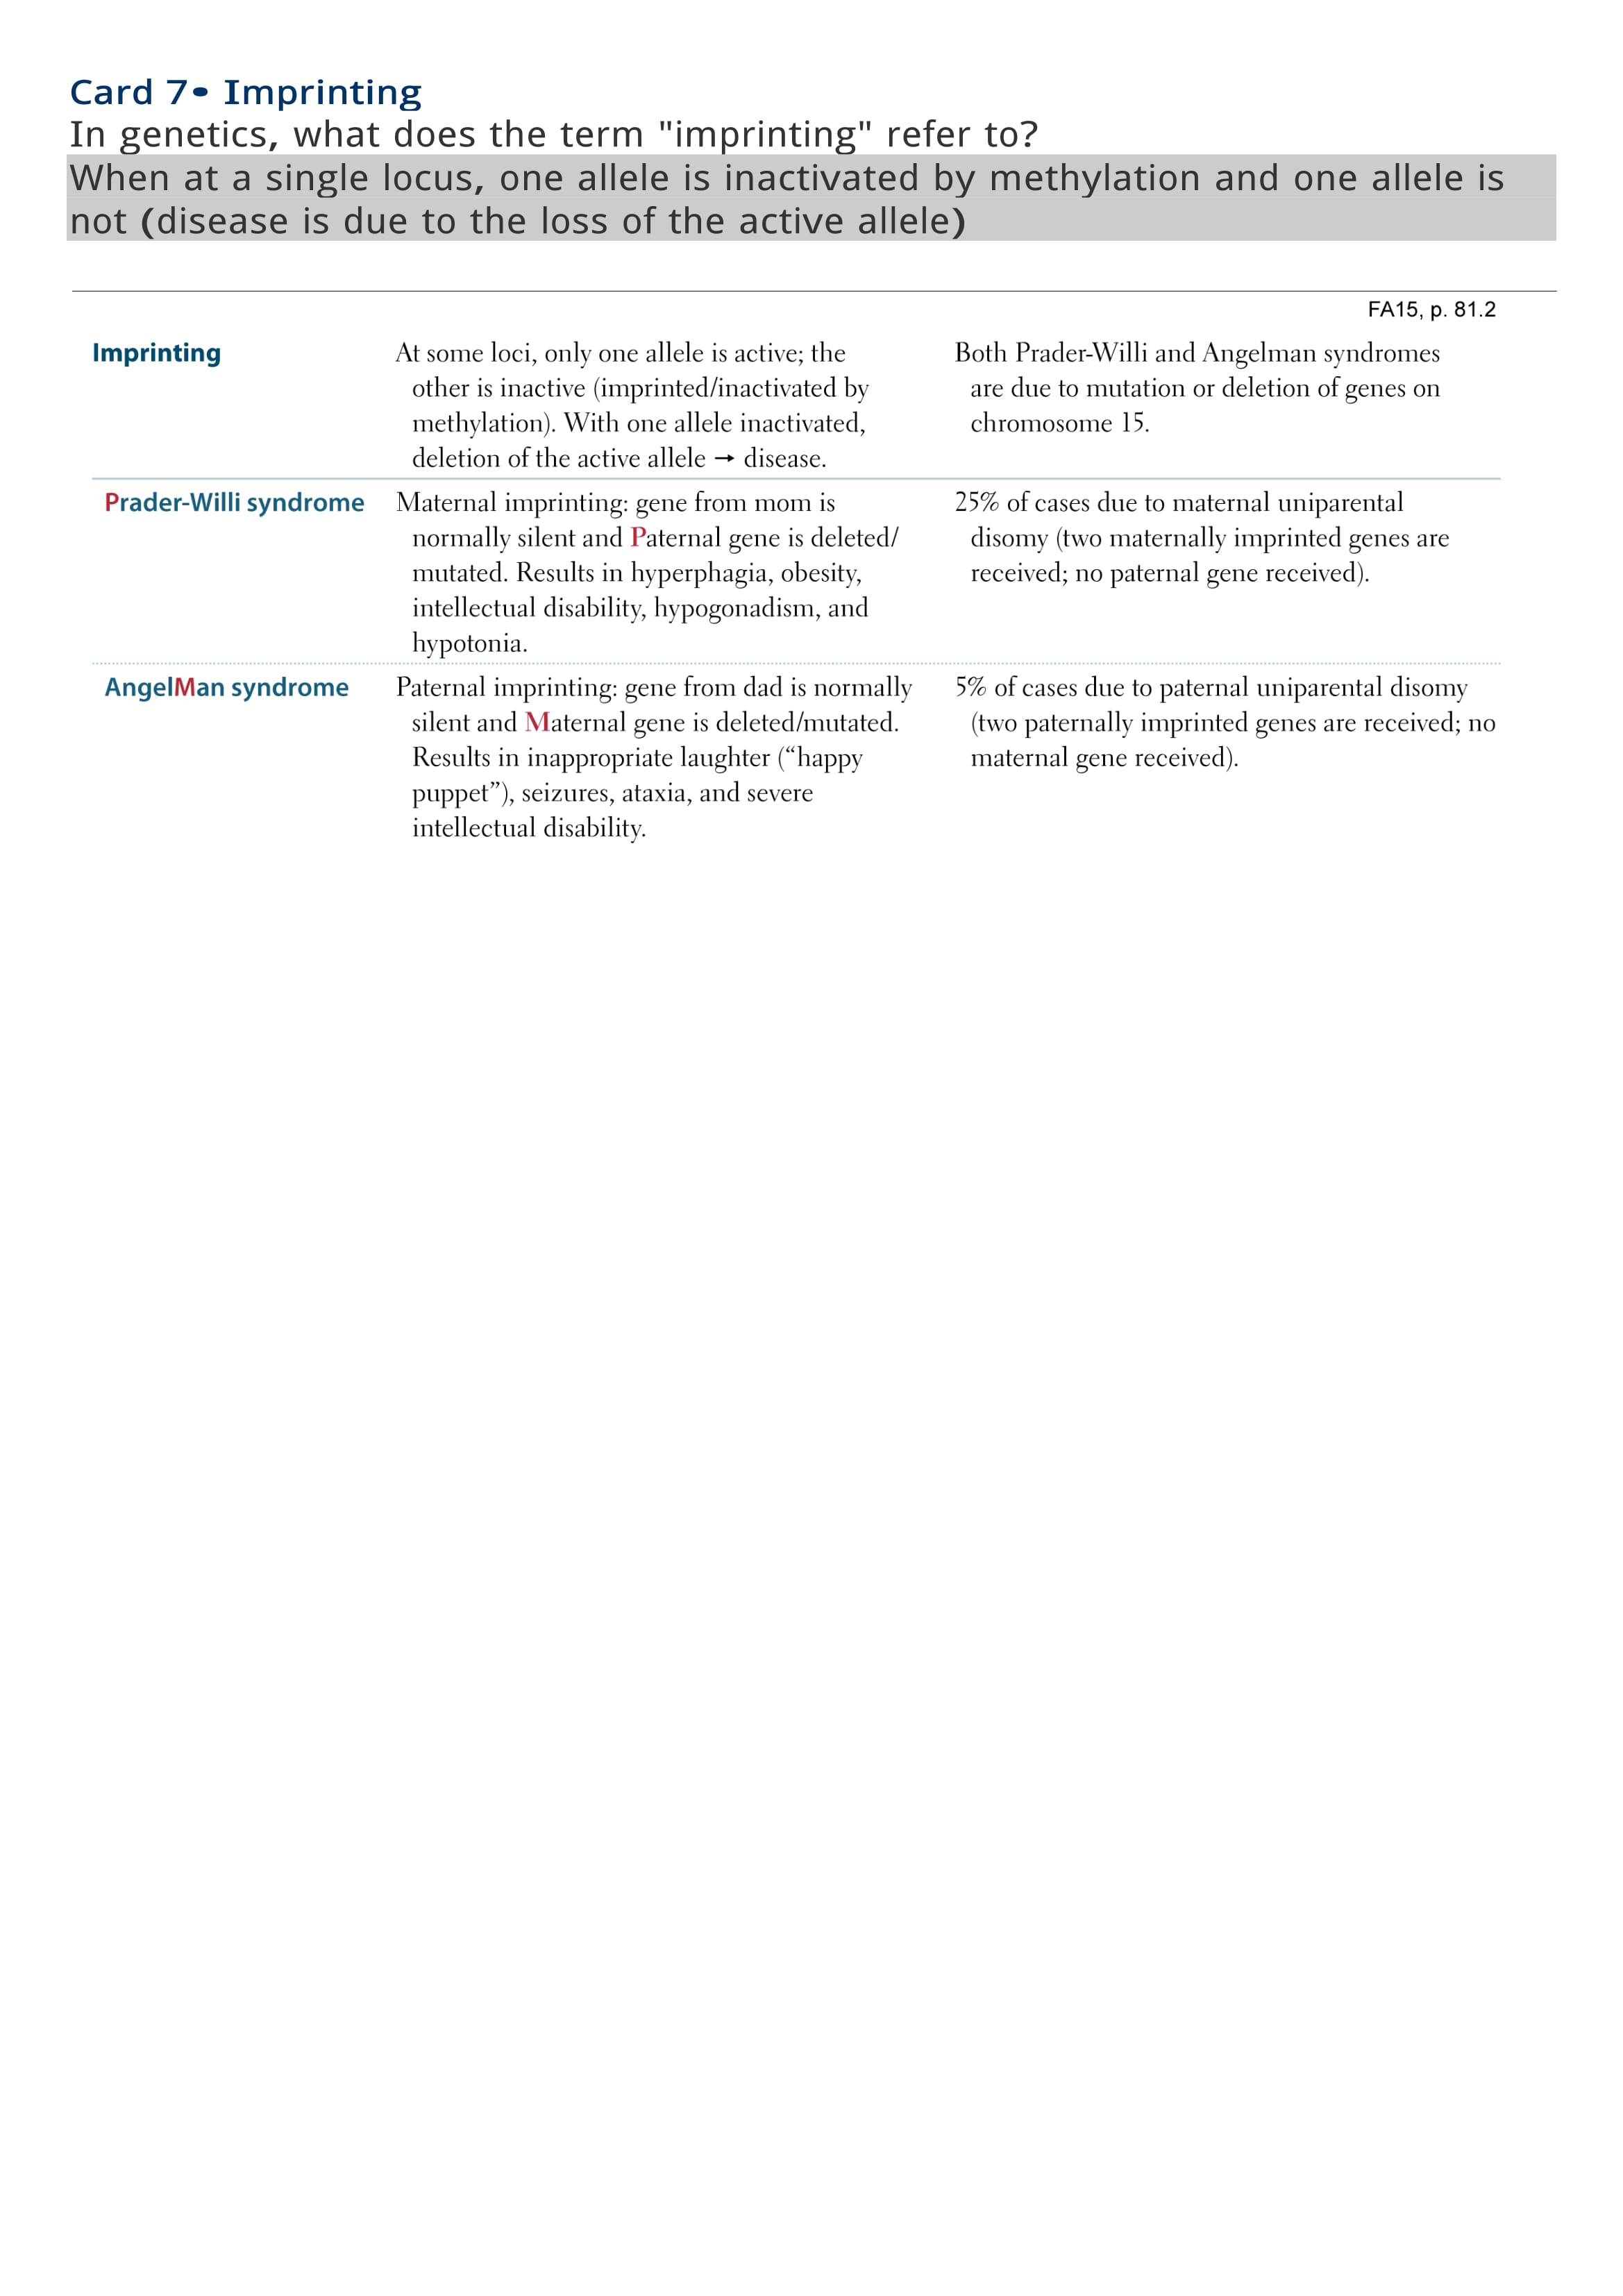 Card 7• Imprinting
In genetics, what does the term "imprinting" refer to?
When at a single locus, one allele is inactivated by methylation and one allele is
not (disease is due to the loss of the active allele)
FA15, p. 81.2
Imprinting
At some loci, only one allele is active; the
other is inactive (imprinted/inactivated by
methylation). With one allele inactivated,
deletion of the active allele → disease.
Both Prader-Willi and Angelman syndromes
are due to mutation or deletion of genes on
chromosome 15.
Prader-Willi syndrome
Maternal imprinting: gene from mom is
normally silent and Paternal gene is deleted/
mutated. Results in hyperphagia, obesity,
intellectual disability, hypogonadism, and
hypotonia.
25% of cases due to maternal uniparental
disomy (two maternally imprinted genes are
received; no paternal gene received).
AngelMan syndrome
Paternal imprinting: gene from dad is normally
silent and Maternal gene is deleted/mutated.
Results in inappropriate laughter (“happy
puppet”), seizures, ataxia, and severe
intellectual disability.
5% of cases due to paternal uniparental disomy
(two paternally imprinted genes are received; no
maternal gene received).